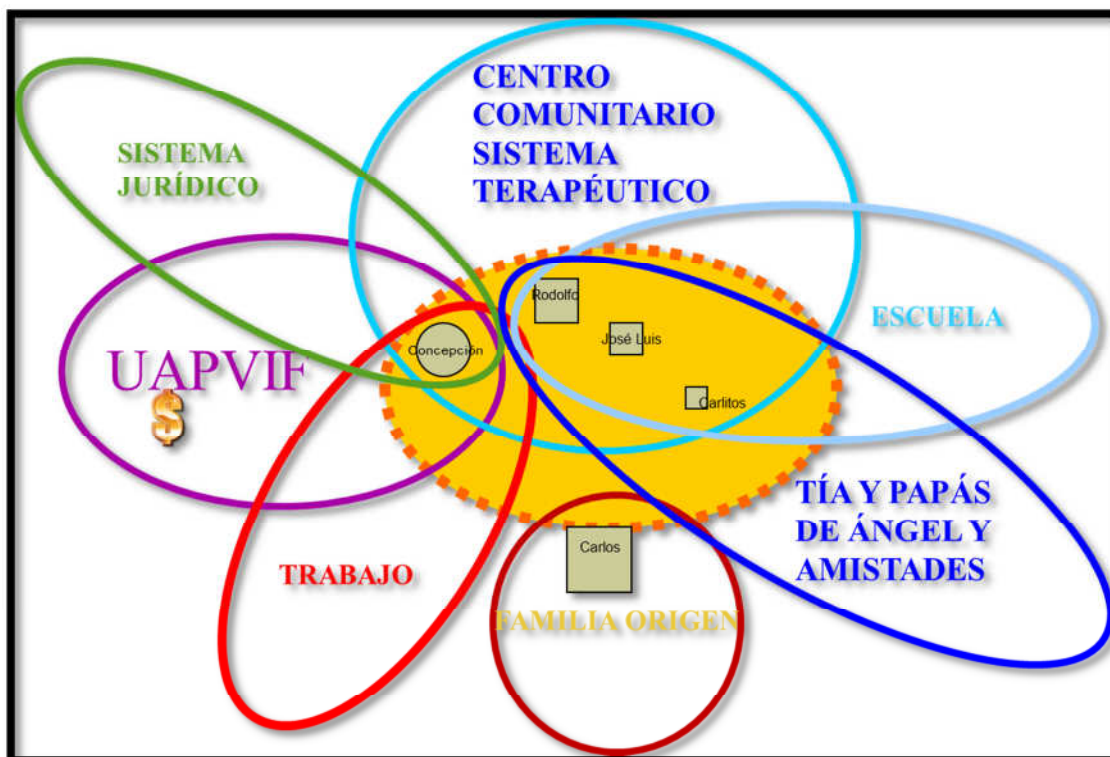 CENTRO
COMUNITARIO
SISTEMA
TERAPÉUTICO
SISTEMA
JURÍDICO
Rodolfo
José Luis
ESCUELA
Concepción
UAPVIF
$
Carlitos
TÍA Y PAPÁS
DE ÁNGEL Y
AMISTADES
Carlos
TRABAJO
FAMILIA ORIGEN